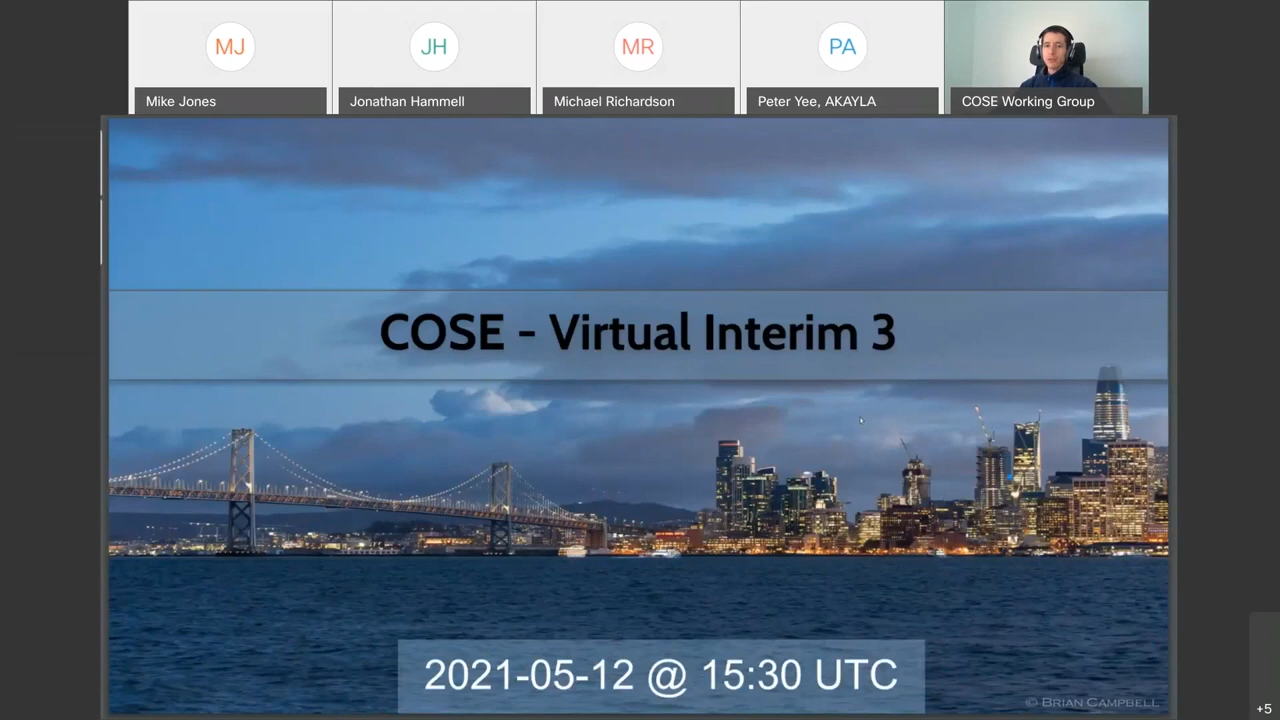 MJ
JH
MR
PA
Mike Jones
Jonathan Hammell
Michael Richardson
Peter Yee, AKAYLA
COSE Working Group
COSE - Virtual Interim 3
2021-05-12 @ 15:30 UTC
© BRIAN CAMPBELL
+5